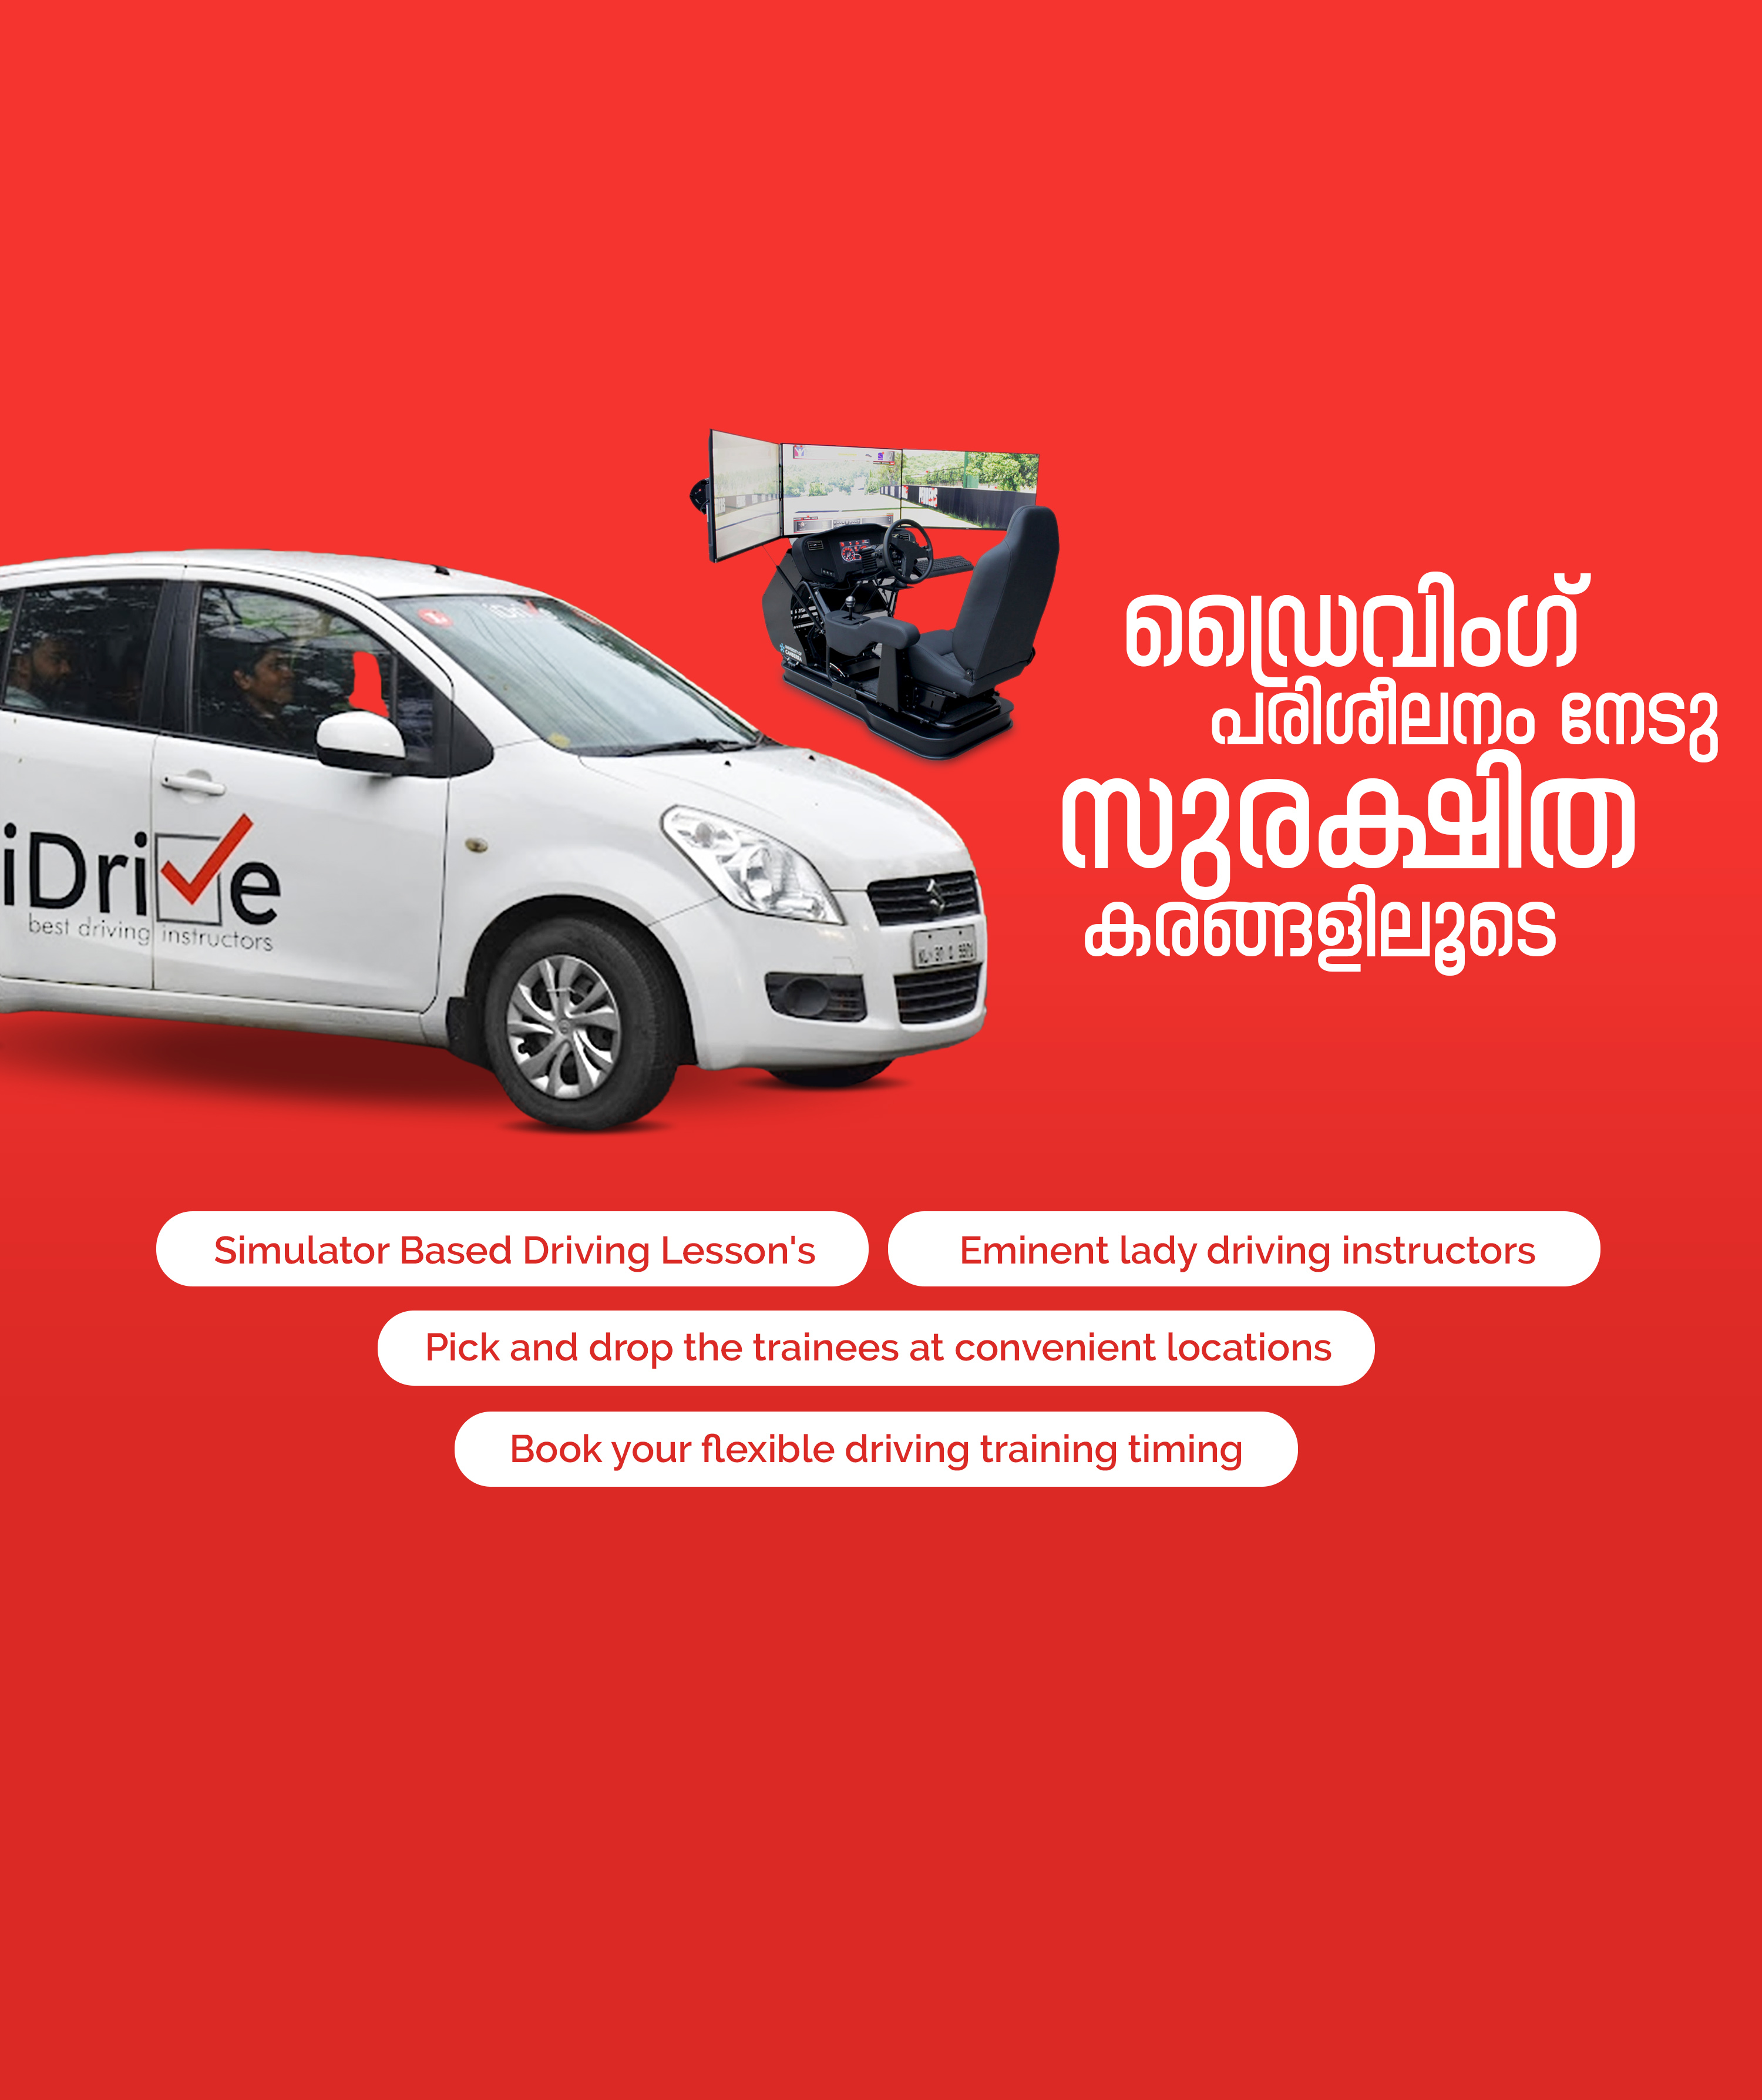 ഡ്രൈവിംഗ്
പരിശീലനം നേടു
സുരക്ഷിത
കരങ്ങളിലൂടെ
iDrive
best driving instructors
Simulator Based Driving Lesson's
Eminent lady driving instructors
Pick and drop the trainees at convenient locations
Book your flexible driving training timing